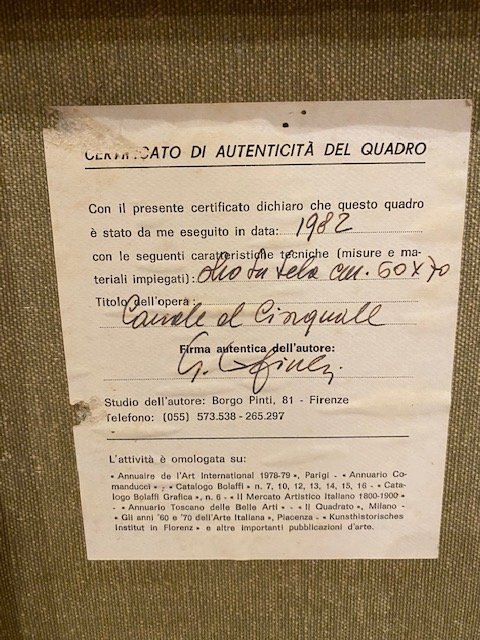 CERTIFICATO DI AUTENTICITÀ DEL QUADRO
Con il presente certificato dichiaro che questo quadro
è stato da me eseguito in data: 1982
con le seguenti caratteristiche tecniche (misure e ma-
teriali impiegati): olio su tela cm. 60x70
Titolo dell'opera
Canale al Cinquale
Firma autentica dell'autore:
G.
Studio dell'autore: Borgo Pinti, 81 - Firenze
Telefono: (055) 573.538 - 265.297
L'attività è omologata su:
« Annuaire de l'Art International 1978-79 », Parigi - « Annuario Co-
manducci » - « Catalogo Bolaffi » n. 7, 10, 12, 13, 14, 15, 16 - « Cata-
logo Bolaffi Grafica », n. 6 - « Il Mercato Artistico Italiano 1800-1900 »
- « Annuario Toscano delle Belle Arti » - « Il Quadrato », Milano -
« Gli anni '60 e '70 dell'Arte Italiana », Piacenza - « Kunsthistorisches
Institut in Florenz » e altre importanti pubblicazioni d'arte.